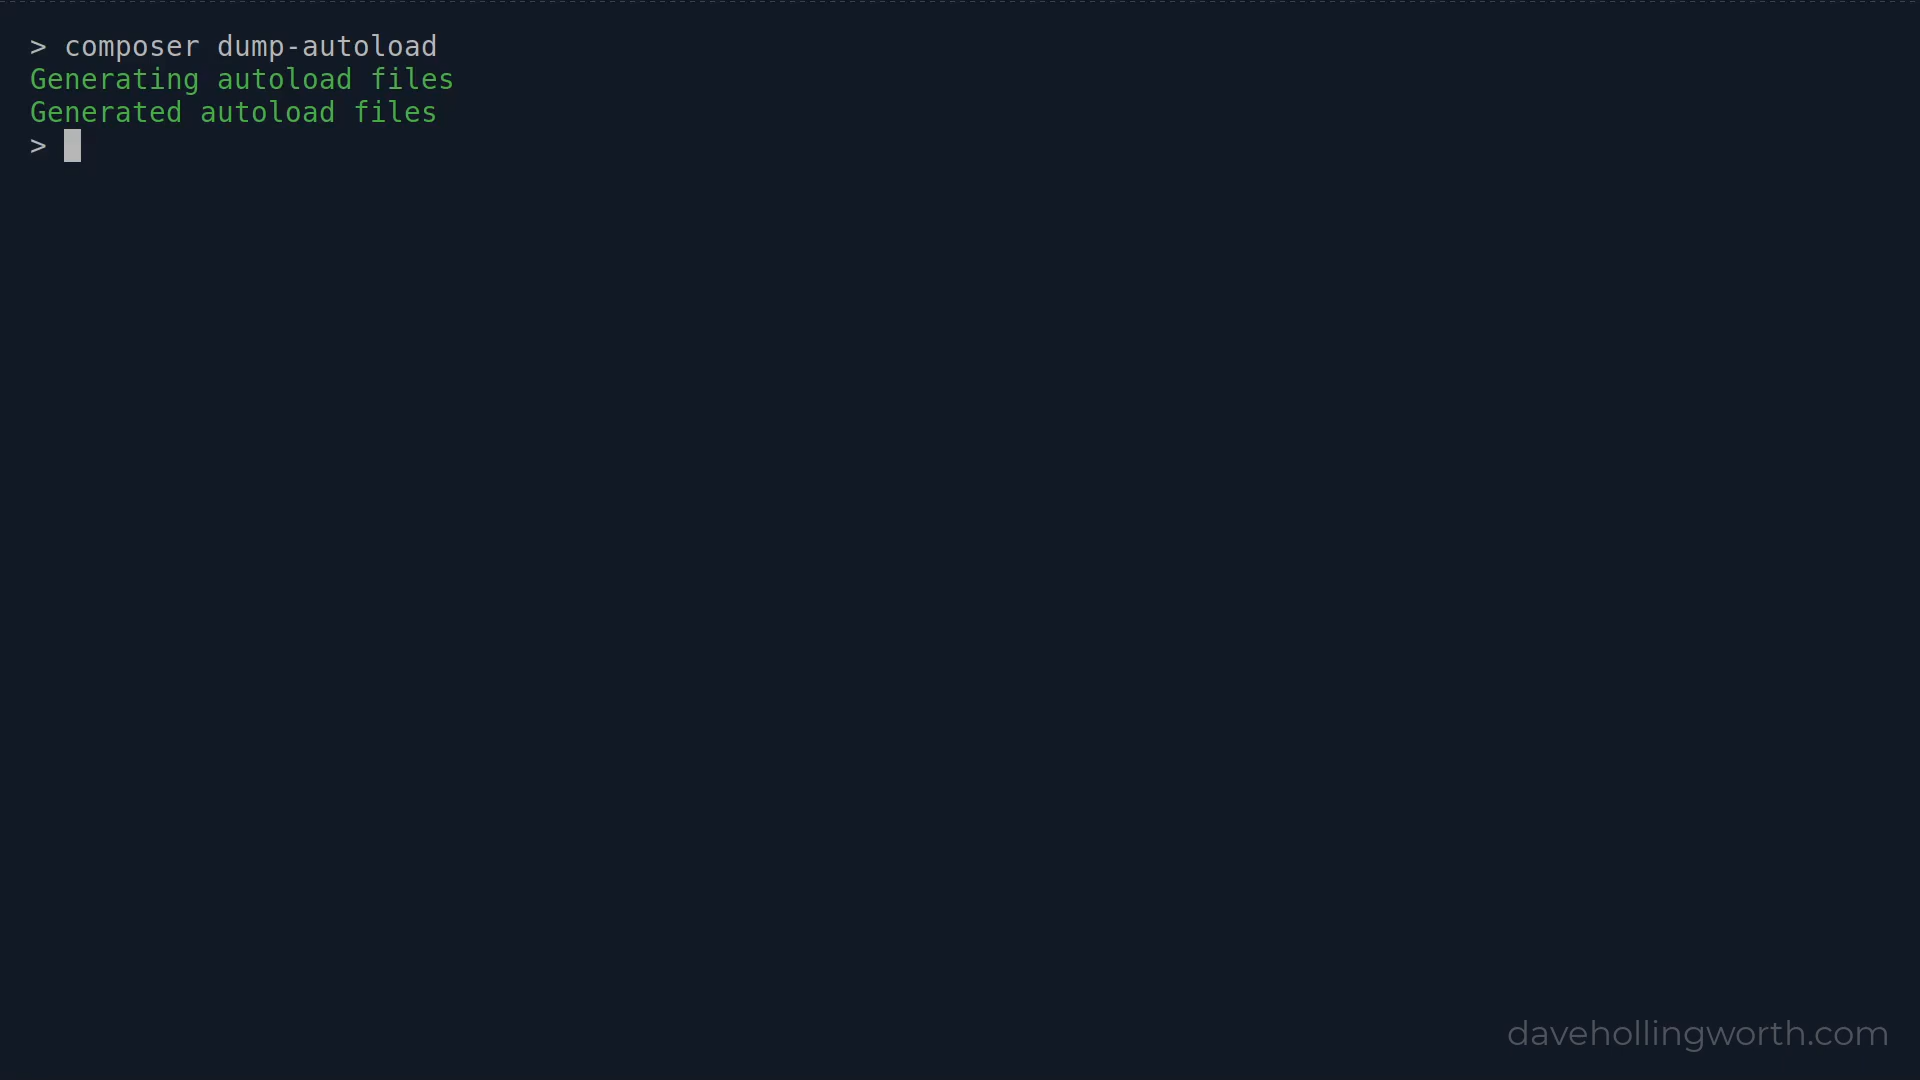 > composer dump-autoload
Generating autoload files
Generated autoload files
>
davehollingworth.com